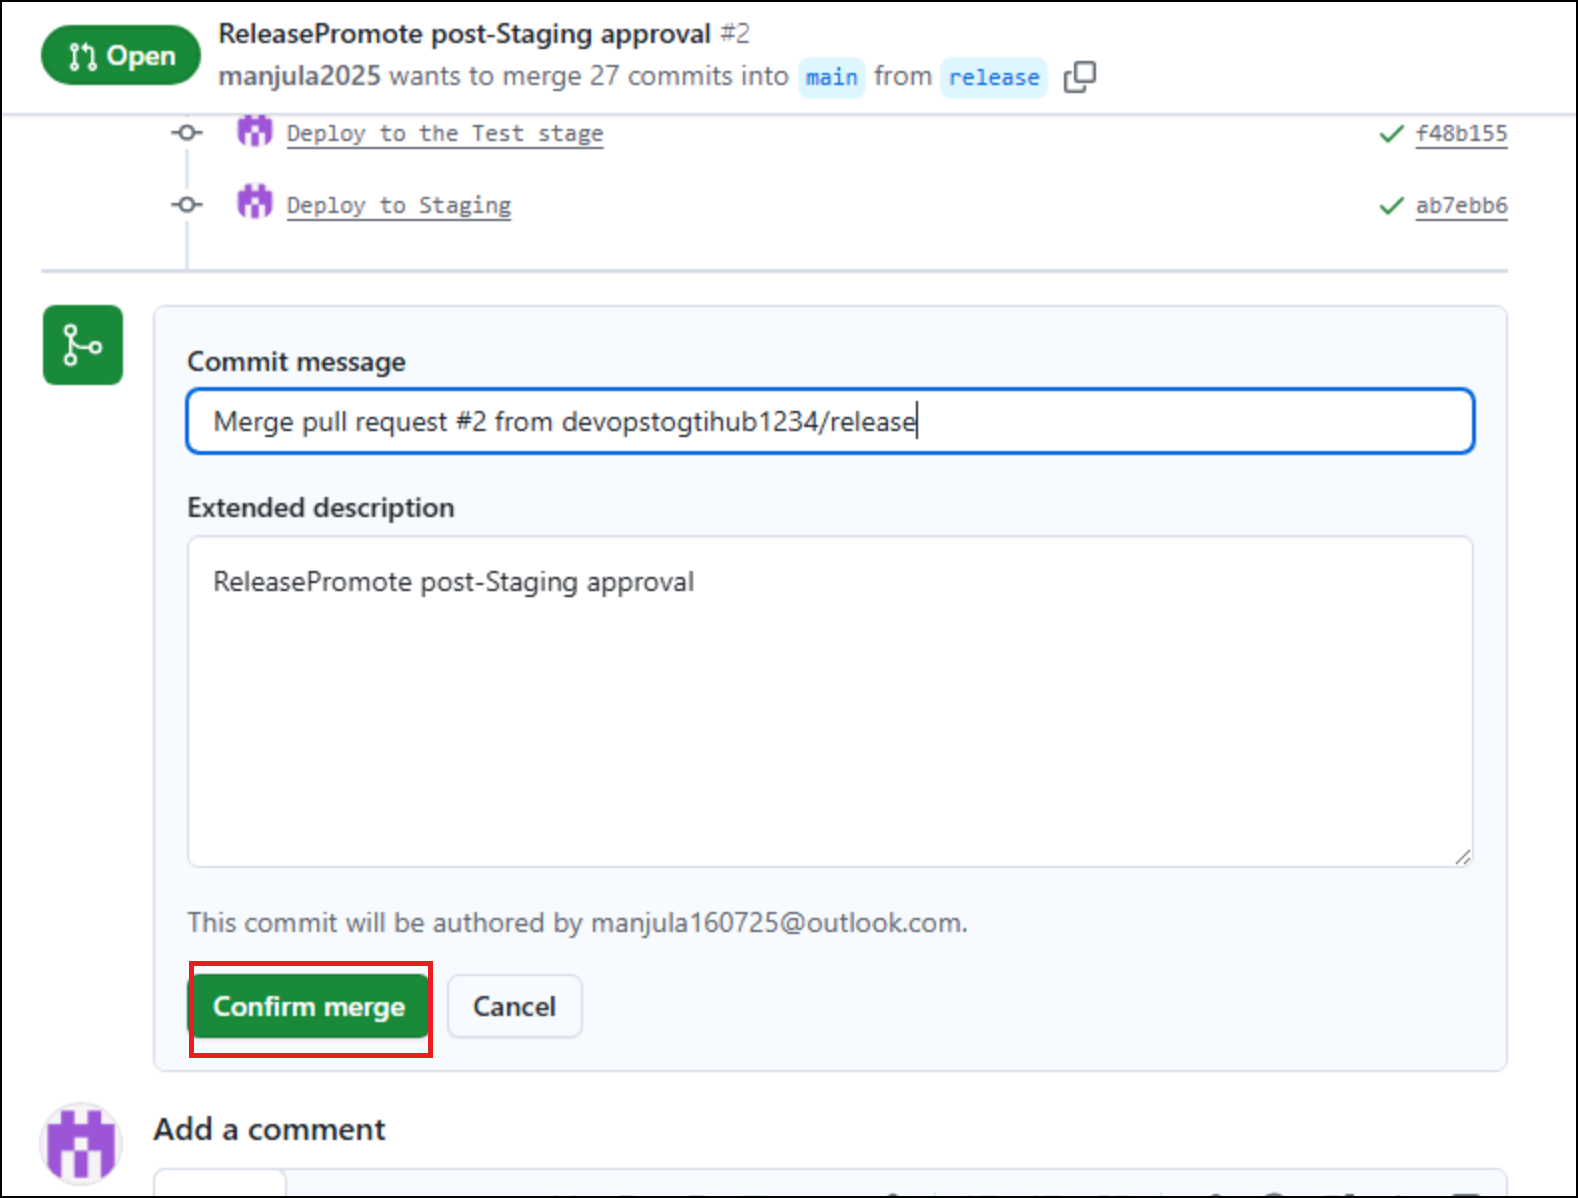 Open
ReleasePromote post-Staging approval #2
manjula2025 wants to merge 27 commits into main from release
Deploy to the Test stage f48b155
Deploy to Staging ab7ebb6
Commit message
Merge pull request #2 from devopstogtihub1234/release
Extended description
ReleasePromote post-Staging approval
This commit will be authored by manjula160725@outlook.com.
Confirm merge Cancel
Add a comment